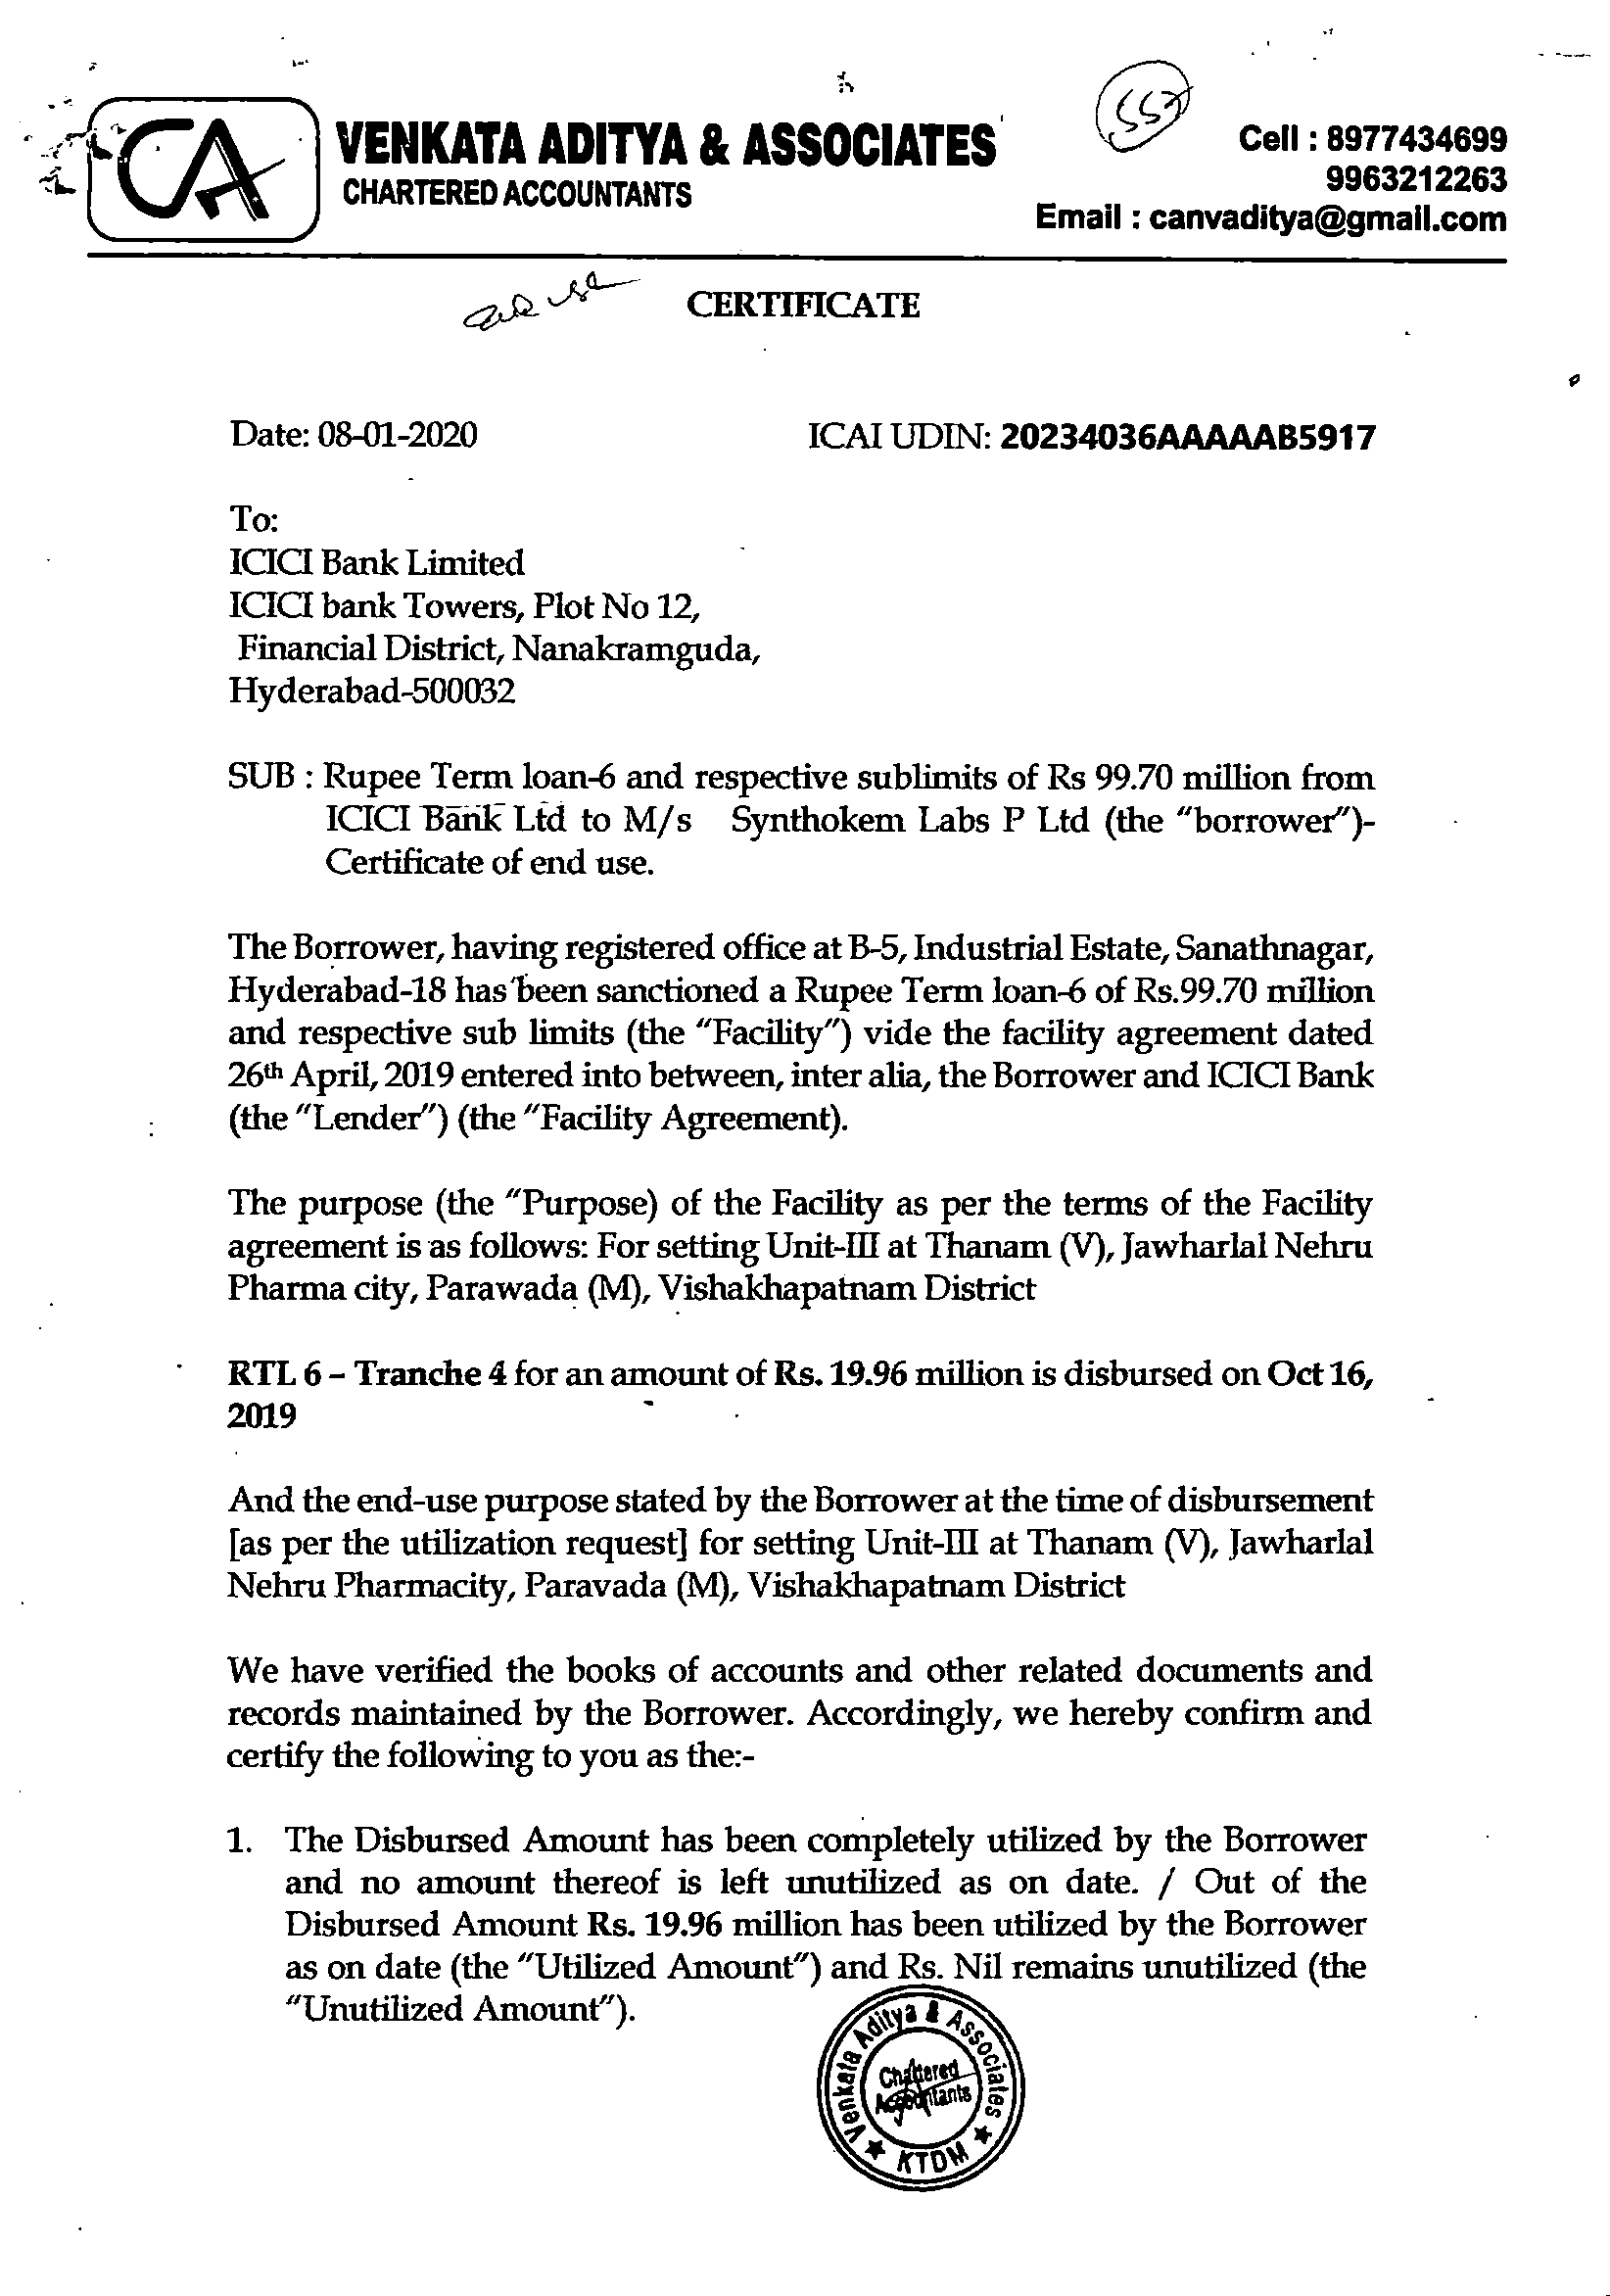 CA
VENKATA ADITYA & ASSOCIATES
CHARTERED ACCOUNTANTS
557
Cell : 8977434699
9963212263
Email : canvaditya@gmail.com
CERTIFICATE
Date: 08-01-2020 ICAI UDIN: 20234036AAAAAB5917
To:
ICICI Bank Limited
ICICI bank Towers, Plot No 12,
Financial District, Nanakramguda,
Hyderabad-500032
SUB : Rupee Term loan-6 and respective sublimits of Rs 99.70 million from
ICICI Bank Ltd to M/s Synthokem Labs P Ltd (the "borrower")-
Certificate of end use.
The Borrower, having registered office at B-5, Industrial Estate, Sanathnagar,
Hyderabad-18 has been sanctioned a Rupee Term loan-6 of Rs.99.70 million
and respective sub limits (the "Facility") vide the facility agreement dated
26th April, 2019 entered into between, inter alia, the Borrower and ICICI Bank
(the "Lender") (the "Facility Agreement).
The purpose (the "Purpose) of the Facility as per the terms of the Facility
agreement is as follows: For setting Unit-III at Thanam (V), Jawharlal Nehru
Pharma city, Parawada (M), Vishakhapatnam District
RTL 6 – Tranche 4 for an amount of Rs. 19.96 million is disbursed on Oct 16,
2019
And the end-use purpose stated by the Borrower at the time of disbursement
[as per the utilization request] for setting Unit-III at Thanam (V), Jawharlal
Nehru Pharmacity, Paravada (M), Vishakhapatnam District
We have verified the books of accounts and other related documents and
records maintained by the Borrower. Accordingly, we hereby confirm and
certify the following to you as the:-
1. The Disbursed Amount has been completely utilized by the Borrower
and no amount thereof is left unutilized as on date. / Out of the
Disbursed Amount Rs. 19.96 million has been utilized by the Borrower
as on date (the "Utilized Amount") and Rs. Nil remains unutilized (the
"Unutilized Amount").
Venkata Aditya & Associates
Chartered
Accountants
KTDM